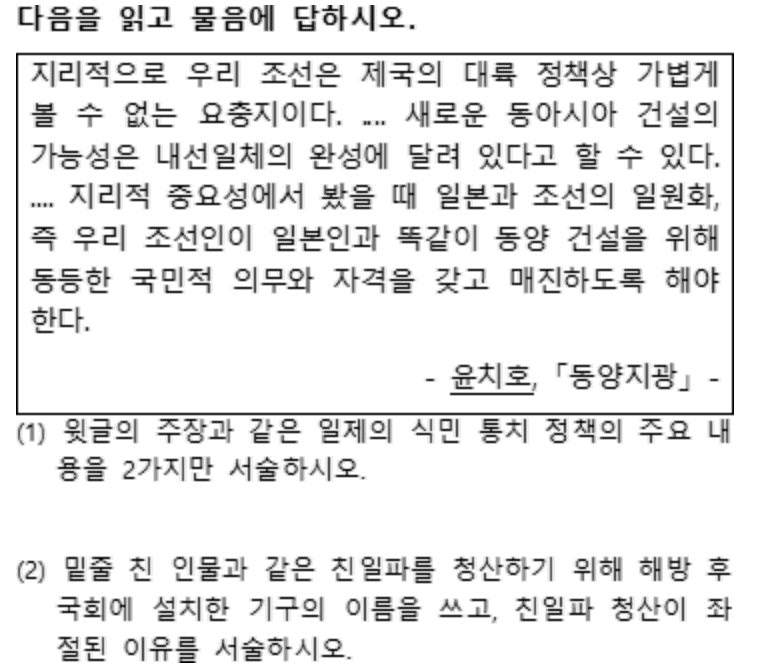 다음을 읽고 물음에 답하시오.
지리적으로 우리 조선은 제국의 대륙 정책상 가볍게
볼 수 없는 요충지이다. .... 새로운 동아시아 건설의
가능성은 내선일체의 완성에 달려 있다고 할 수 있다.
.... 지리적 중요성에서 봤을 때 일본과 조선의 일원화,
즉 우리 조선인이 일본인과 똑같이 동양 건설을 위해
동등한 국민적 의무와 자격을 갖고 매진하도록 해야
한다.
- 윤치호, 「동양지광」 -
(1) 윗글의 주장과 같은 일제의 식민 통치 정책의 주요 내
용을 2가지만 서술하시오.
(2) 밑줄 친 인물과 같은 친일파를 청산하기 위해 해방 후
국회에 설치한 기구의 이름을 쓰고, 친일파 청산이 좌
절된 이유를 서술하시오.